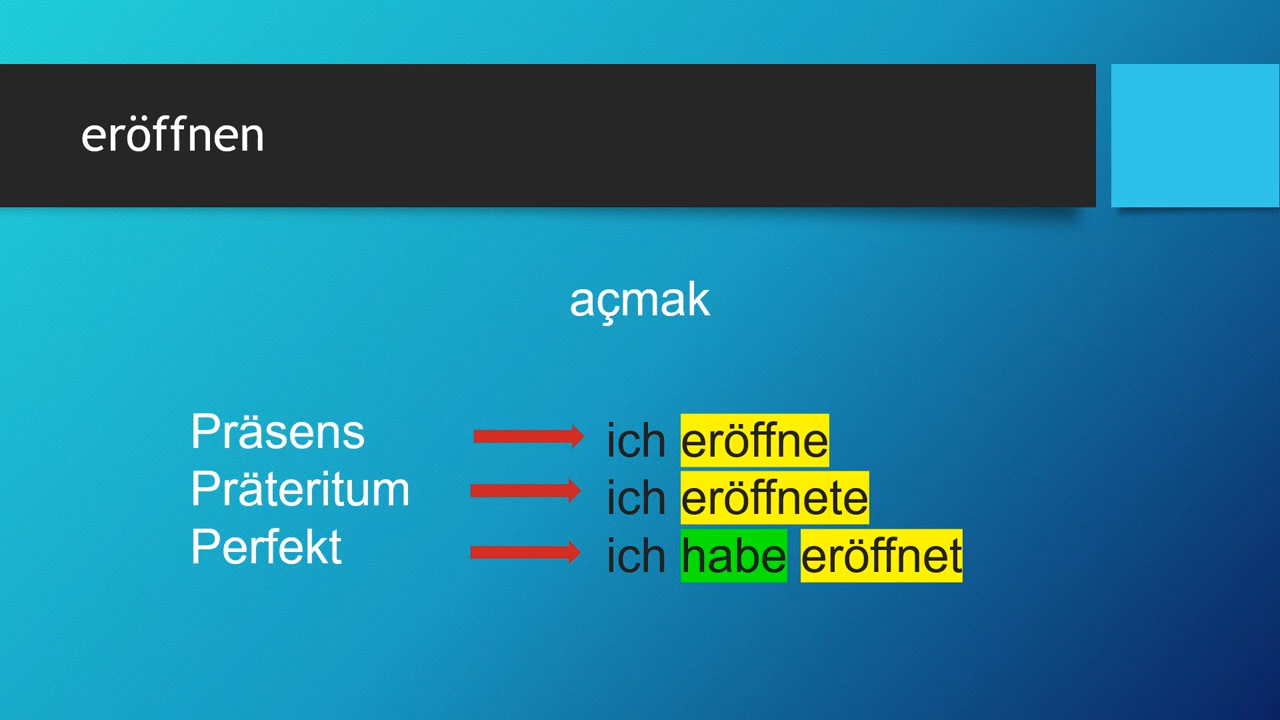 eröffnen
açmak
Präsens ich eröffne
Präteritum ich eröffnete
Perfekt ich habe eröffnet